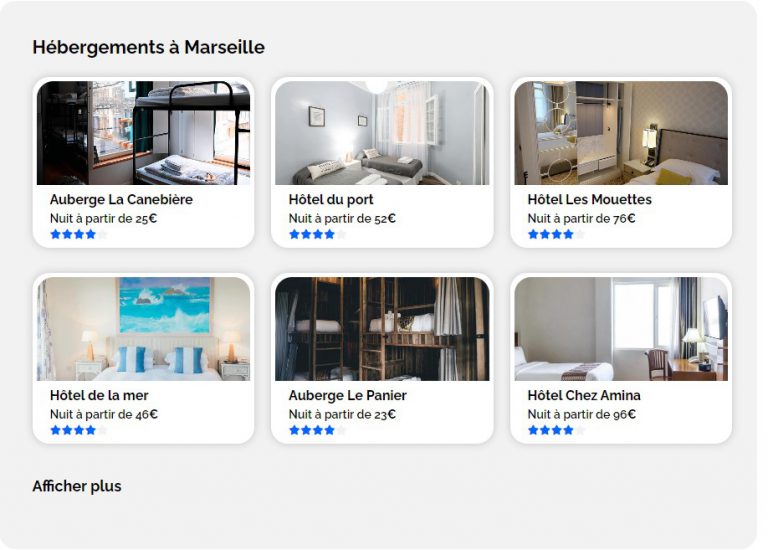 Hébergements à Marseille
Auberge La Canebière
Nuit à partir de 25€
Hôtel du port
Nuit à partir de 52€
Hôtel Les Mouettes
Nuit à partir de 76€
Hôtel de la mer
Nuit à partir de 46€
Auberge Le Panier
Nuit à partir de 23€
Hôtel Chez Amina
Nuit à partir de 96€
Afficher plus